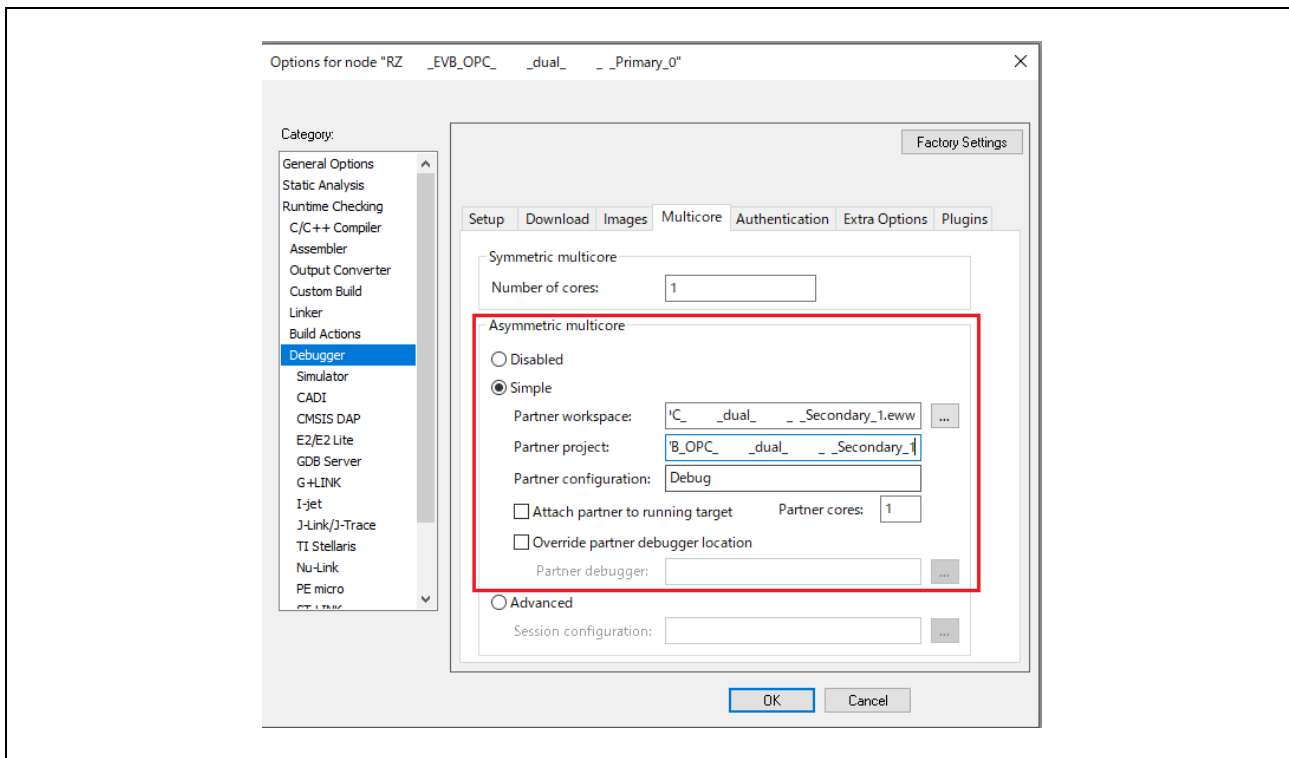 Options for node "RZ _EVB_OPC_ _dual_ _ _Primary_0"
Category:
Factory Settings
General Options
Static Analysis
Runtime Checking
C/C++ Compiler
Assembler
Output Converter
Custom Build
Linker
Build Actions
Debugger
Simulator
CADI
CMSIS DAP
E2/E2 Lite
GDB Server
G+LINK
I-jet
J-Link/J-Trace
TI Stellaris
Nu-Link
PE micro
Setup Download Images Multicore Authentication Extra Options Plugins
Symmetric multicore
Number of cores: 1
Asymmetric multicore
Disabled
Simple
Partner workspace: 'C_ _dual_ _ _Secondary_1.eww ...
Partner project: 'B_OPC_ _dual_ _ _Secondary_1
Partner configuration: Debug
Attach partner to running target Partner cores: 1
Override partner debugger location
Partner debugger: ...
Advanced
Session configuration: ...
OK Cancel